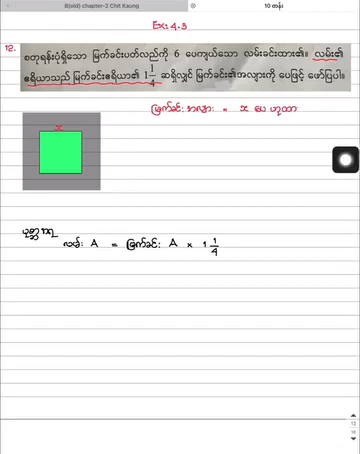 B(old) chapter-2 Chit Kaung
10 တန်း
Ex: 4.3
12.
စတုရန်းပုံရှိသော မြက်ခင်းပတ်လည်ကို 6 ပေကျယ်သော လမ်းခင်းထား၏။ လမ်း၏
ဧရိယာသည် မြက်ခင်းဧရိယာ၏ 1 1/4 ဆရှိလျှင် မြက်ခင်း၏အလျားကို ပေဖြင့် ဖော်ပြပါ။
မြက်ခင်း အလျား = x ပေ ဟုထား
x
ပုစ္ဆာအရ
လမ်း A = မြက်ခင်း A × 1 1/4
13